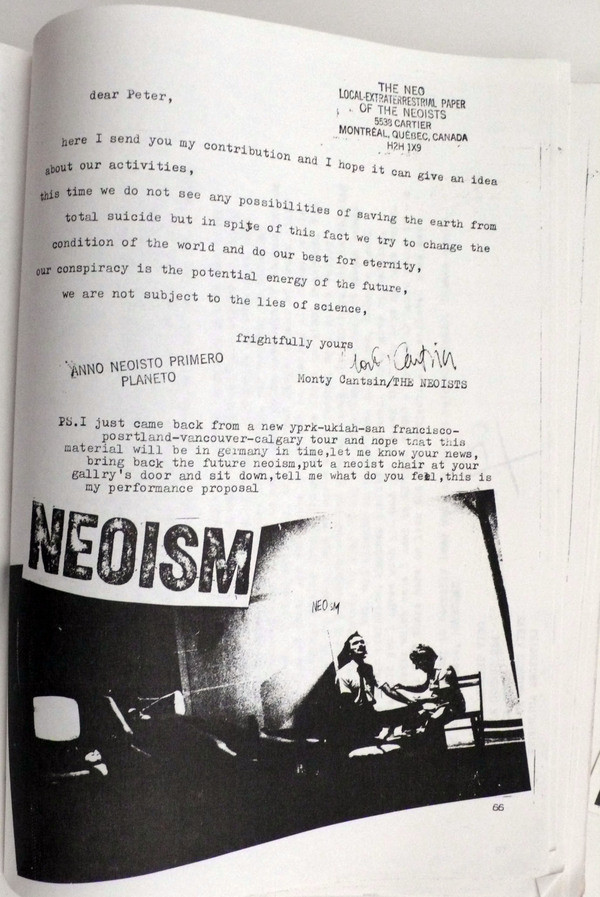 dear Peter,
THE NEO
LOCAL-EXTRATERRESTRIAL PAPER
OF THE NEOISTS
5538 CARTIER
MONTRÉAL, QUÉBEC, CANADA
H2H 1X9
here I send you my contribution and I hope it can give an idea
about our activities,
this time we do not see any possibilities of saving the earth from
total suicide but in spite of this fact we try to change the
condition of the world and do our best for eternity,
our conspiracy is the potential energy of the future,
we are not subject to the lies of science,
frightfully yours
ANNO NEOISTO PRIMERO
PLANETO
Monty Cantsin/THE NEOISTS
PS.I just came back from a new yprk-ukiah-san francisco-
posrtland-vancouver-calgary tour and hope that this
material will be in germany in time,let me know your news,
bring back the future neoism,put a neoist chair at your
gallry's door and sit down,tell me what do you feel,this is
my performance proposal
NEOISM
NEOISM
66